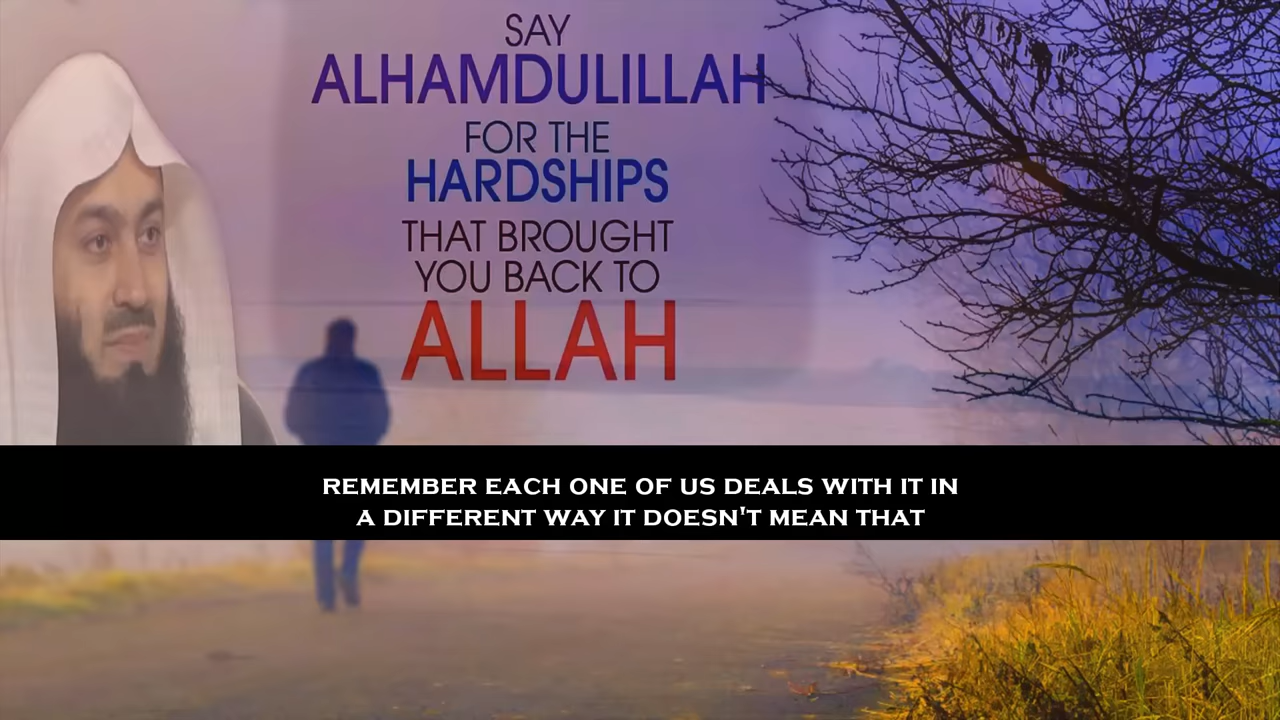 SAY
ALHAMDULILLAH
FOR THE
HARDSHIPS
THAT BROUGHT
YOU BACK TO
ALLAH
REMEMBER EACH ONE OF US DEALS WITH IT IN
A DIFFERENT WAY IT DOESN'T MEAN THAT